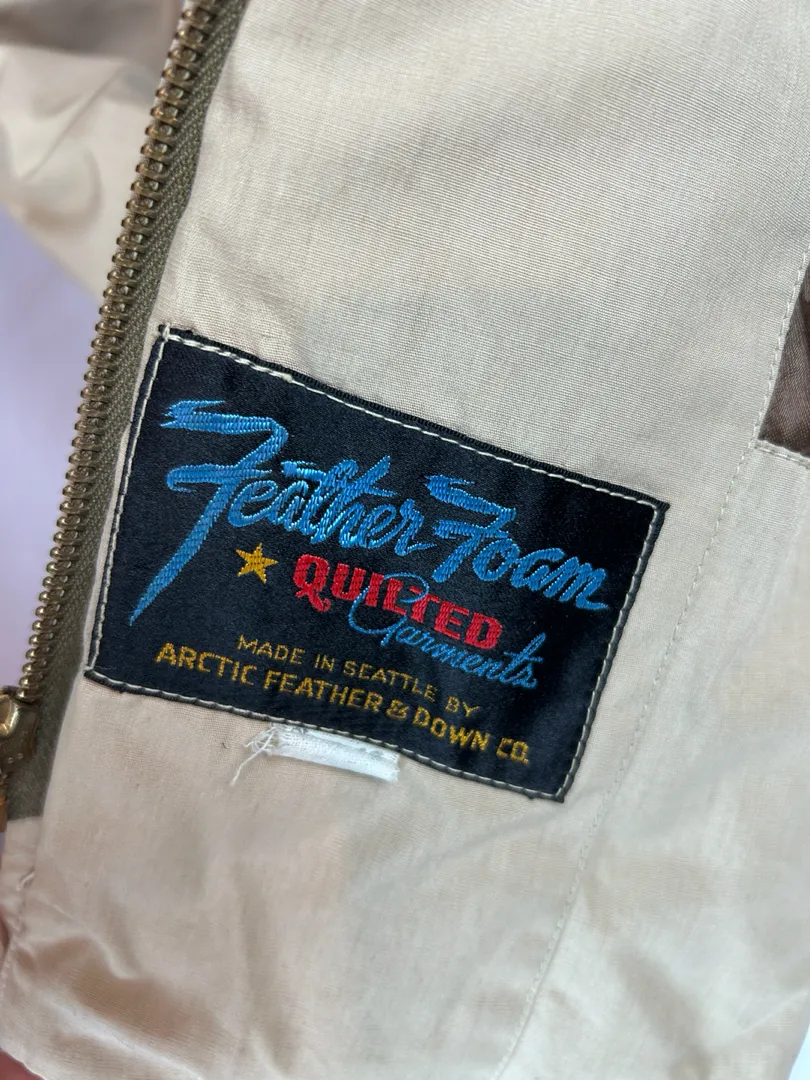 Feather Foam
QUILTED
Garments
MADE IN SEATTLE BY
ARCTIC FEATHER & DOWN CO.